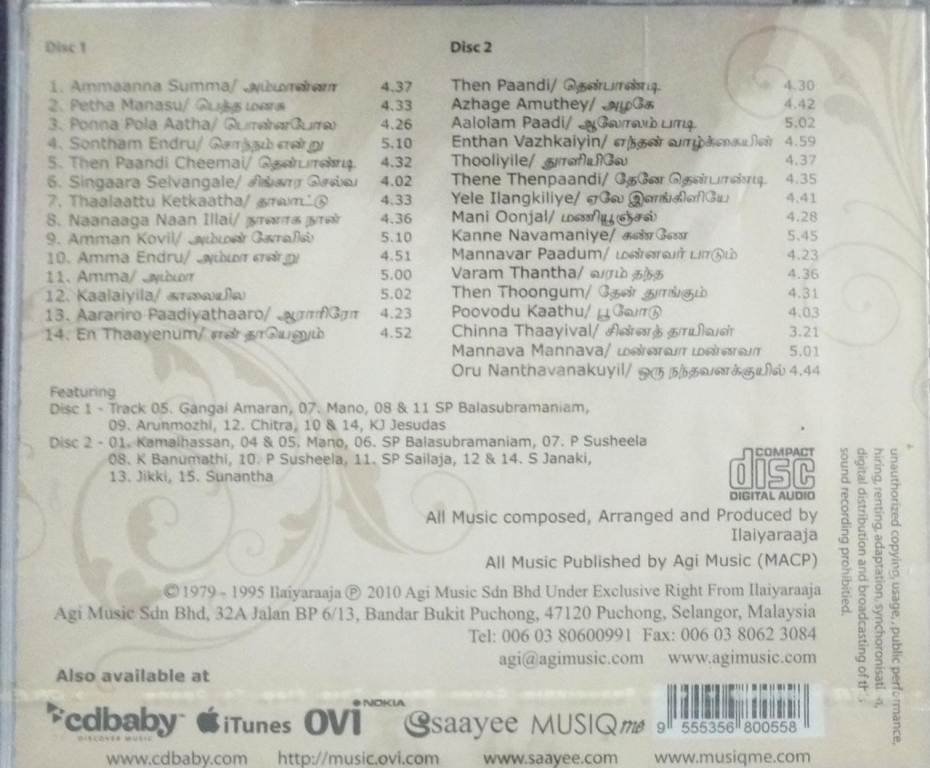 Disc 1
1. Ammaanna Summa/ அம்மான்னா 4.37
2. Petha Manasu/ பெத்த மனசு 4.33
3. Ponna Pola Aatha/ பொன்னபோல 4.26
4. Sontham Endru/ சொந்தம் என்று 5.10
5. Then Paandi Cheemai/ தென்பாண்டி 4.32
6. Singaara Selvangale/ சிங்கார செல்வ 4.02
7. Thaalaattu Ketkaatha/ தாலாட்டு 4.33
8. Naanaaga Naan Illai/ நானாக நான் 4.36
9. Amman Kovil/ அம்மன் கோவில் 5.10
10. Amma Endru/ அம்மா என்று 4.51
11. Amma/ அம்மா 5.00
12. Kaalaiyila/ காலையில 5.02
13. Aarariro Paadiyathaaro/ ஆராரிரோ 4.23
14. En Thaayenum/ என் தாயெனும் 4.52
Disc 2
Then Paandi/ தென்பாண்டி 4.30
Azhage Amuthey/ அழகே 4.42
Aalolam Paadi/ ஆலோலம் பாடி 5.02
Enthan Vazhkaiyin/ எந்தன் வாழ்க்கையின் 4.59
Thooliyile/ தூளியிலே 4.37
Thene Thenpaandi/ தேனே தென்பாண்டி 4.35
Yele Ilangkiliye/ ஏலே இளங்கிளியே 4.41
Mani Oonjal/ மணியூஞ்சல் 4.28
Kanne Navamaniye/ கண்ணே 5.45
Mannavar Paadum/ மன்னவர் பாடும் 4.23
Varam Thantha/ வரம் தந்த 4.36
Then Thoongum/ தேன் தூங்கும் 4.31
Poovodu Kaathu/ பூவோடு 4.03
Chinna Thaayival/ சின்னத் தாயிவள் 3.21
Mannava Mannava/ மன்னவா மன்னவா 5.01
Oru Nanthavanakuyil/ ஒரு நந்தவனக்குயில் 4.44
Featuring
Disc 1 - Track 05. Gangai Amaran, 07. Mano, 08 & 11 SP Balasubramaniam,
09. Arunmozhi, 12. Chitra, 10 & 14, KJ Jesudas
Disc 2 - 01. Kamalhassan, 04 & 05. Mano, 06. SP Balasubramaniam, 07. P Susheela
08. K Banumathi, 10. P Susheela, 11. SP Sailaja, 12 & 14. S Janaki,
13. Jikki, 15. Sunantha
COMPACT
disc
DIGITAL AUDIO
All Music composed, Arranged and Produced by
Ilaiyaraaja
All Music Published by Agi Music (MACP)
©1979 - 1995 Ilaiyaraaja ℗ 2010 Agi Music Sdn Bhd Under Exclusive Right From Ilaiyaraaja
Agi Music Sdn Bhd, 32A Jalan BP 6/13, Bandar Bukit Puchong, 47120 Puchong, Selangor, Malaysia
Tel: 006 03 80600991 Fax: 006 03 8062 3084
agi@agimusic.com www.agimusic.com
unauthorized copying, usage, , public performance,
hiring, renting, adaptation, synchoronisation,
digital distribution and broadcasting of
sound recording prohibitied.
Also available at
cdbaby
DISCOVER MUSIC
iTunes
OVI NOKIA
saayee
MUSIQ me
9 555356 800558
www.cdbaby.com http://music.ovi.com www.saayee.com www.musiqme.com